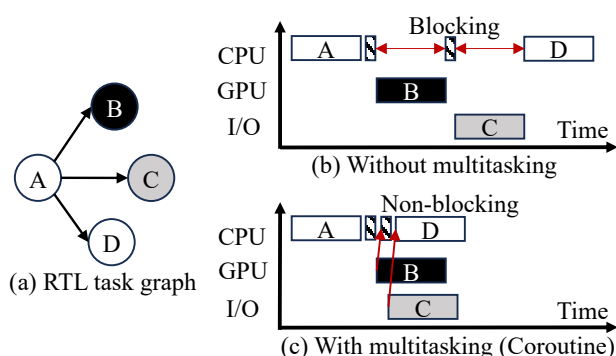 B
A
C
D
(a) RTL task graph
Blocking
CPU A D
GPU B
I/O C Time
(b) Without multitasking
Non-blocking
CPU A D
GPU B
I/O C Time
(c) With multitasking (Coroutine)